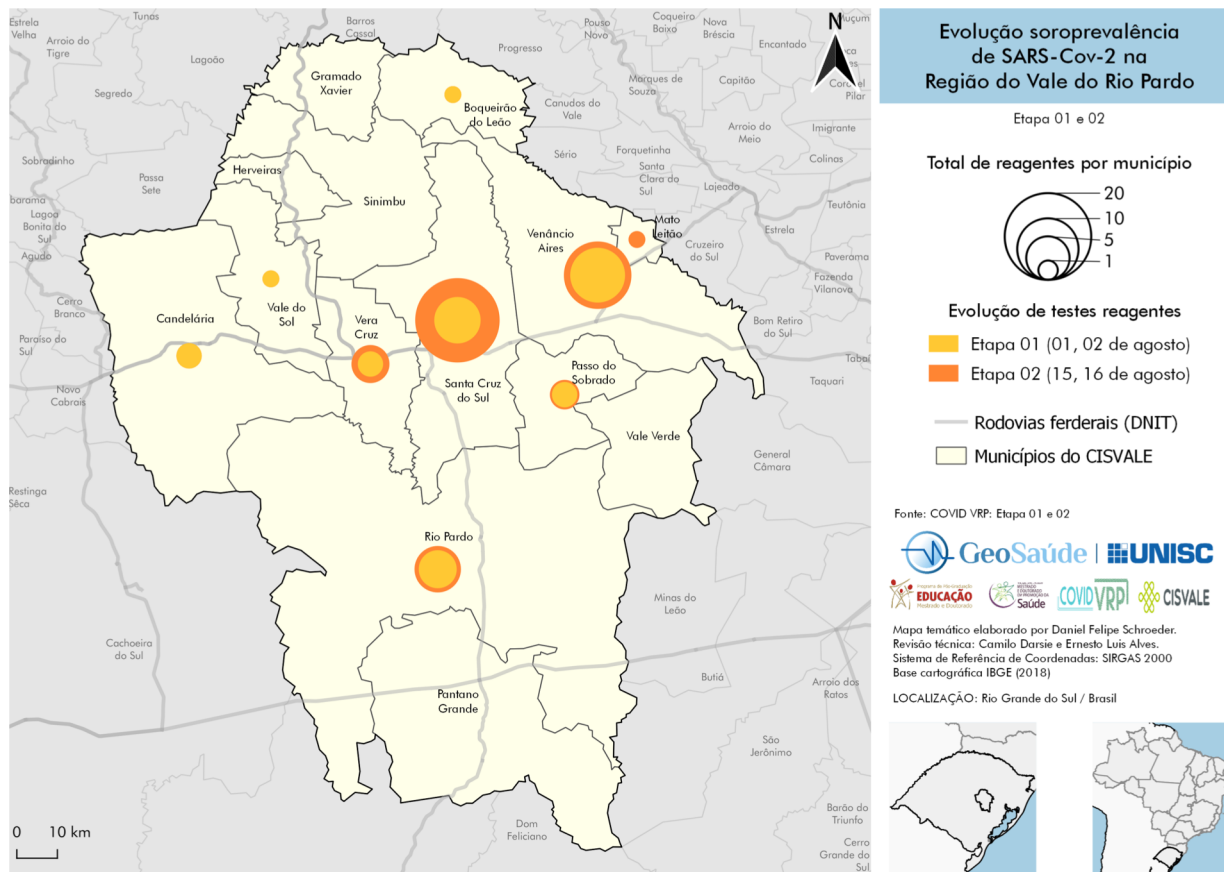 Estrela
Velha
Tunas
Barros
Cassal
Arroio do
Tigre
Lagoão
Progresso
Pouso
Novo
Coqueiro
Baixo
Nova
Bréscia
Encantado
Segredo
Marques de
Souza
Capitão
Canudos do
Vale
Arroio do
Meio
Imigrante
Colinas
Sobradinho
Passa
Sete
Sério
Forquetinha
Santa
Clara do
Sul
Lajeado
Teutônia
Estrela
Lagoa
Bonita do
Sul
Agudo
Cruzeiro
do Sul
Paverama
Fazenda
Vilanova
Cerro
Branco
Paraíso do
Sul
Bom Retiro
do Sul
Taquari
Novo
Cabrais
General
Câmara
Restinga
Sêca
Minas do
Leão
Cachoeira
do Sul
Butiá
Arroio dos
Ratos
São
Jerônimo
Dom
Feliciano
Barão do
Triunfo
Cerro
Grande do
Sul
N
Gramado
Xavier
Boqueirão
do Leão
Herveiras
Sinimbu
Mato
Leitão
Venâncio
Aires
Candelária
Vale do
Sol
Vera
Cruz
Santa Cruz
do Sul
Passo do
Sobrado
Vale Verde
Rio Pardo
Pantano
Grande
0 10 km
Evolução soroprevalência
de SARS-Cov-2 na
Região do Vale do Rio Pardo
Etapa 01 e 02
Total de reagentes por município
20
10
5
1
Evolução de testes reagentes
Etapa 01 (01, 02 de agosto)
Etapa 02 (15, 16 de agosto)
Rodovias ferderais (DNIT)
Municípios do CISVALE
Fonte: COVID VRP: Etapa 01 e 02
GeoSaúde | UNISC
EDUCAÇÃO
Mestrado e Doutorado
Saúde
COVID VRP
CISVALE
Mapa temático elaborado por Daniel Felipe Schroeder.
Revisão técnica: Camilo Darsie e Ernesto Luis Alves.
Sistema de Referência de Coordenadas: SIRGAS 2000
Base cartográfica IBGE (2018)
LOCALIZAÇÃO: Rio Grande do Sul / Brasil